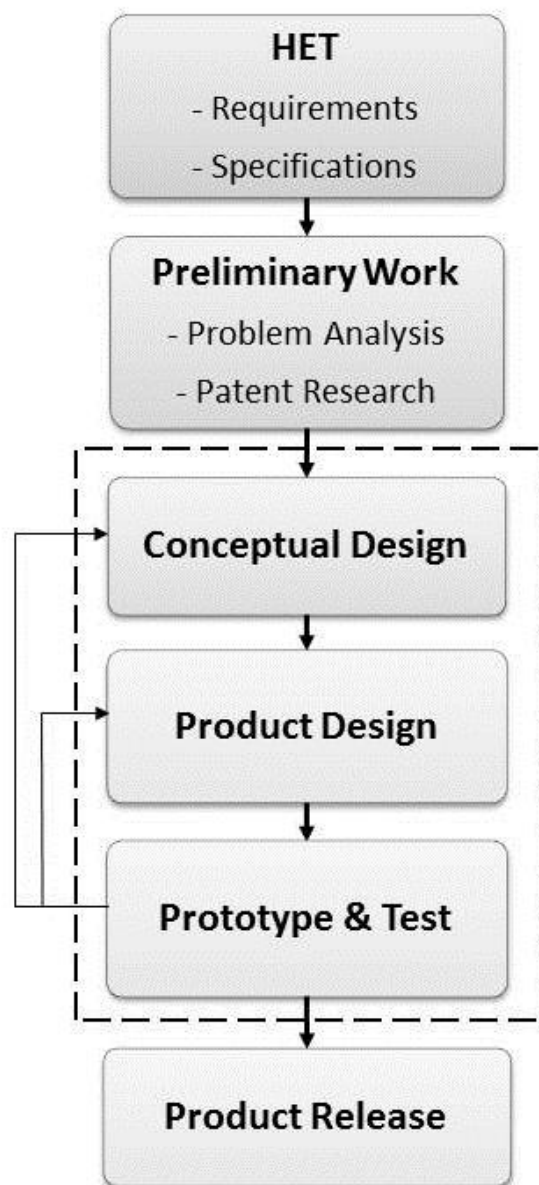 HET
- Requirements
- Specifications
Preliminary Work
- Problem Analysis
- Patent Research
Conceptual Design
Product Design
Prototype & Test
Product Release